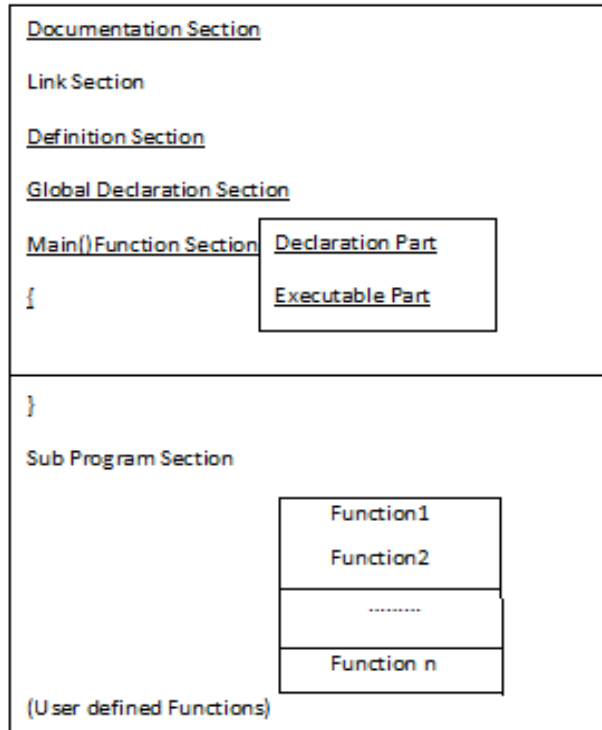 Documentation Section
Link Section
Definition Section
Global Declaration Section
Main()Function Section
Declaration Part
{
Executable Part
}
Sub Program Section
Function1
Function2
.........
Function n
(User defined Functions)